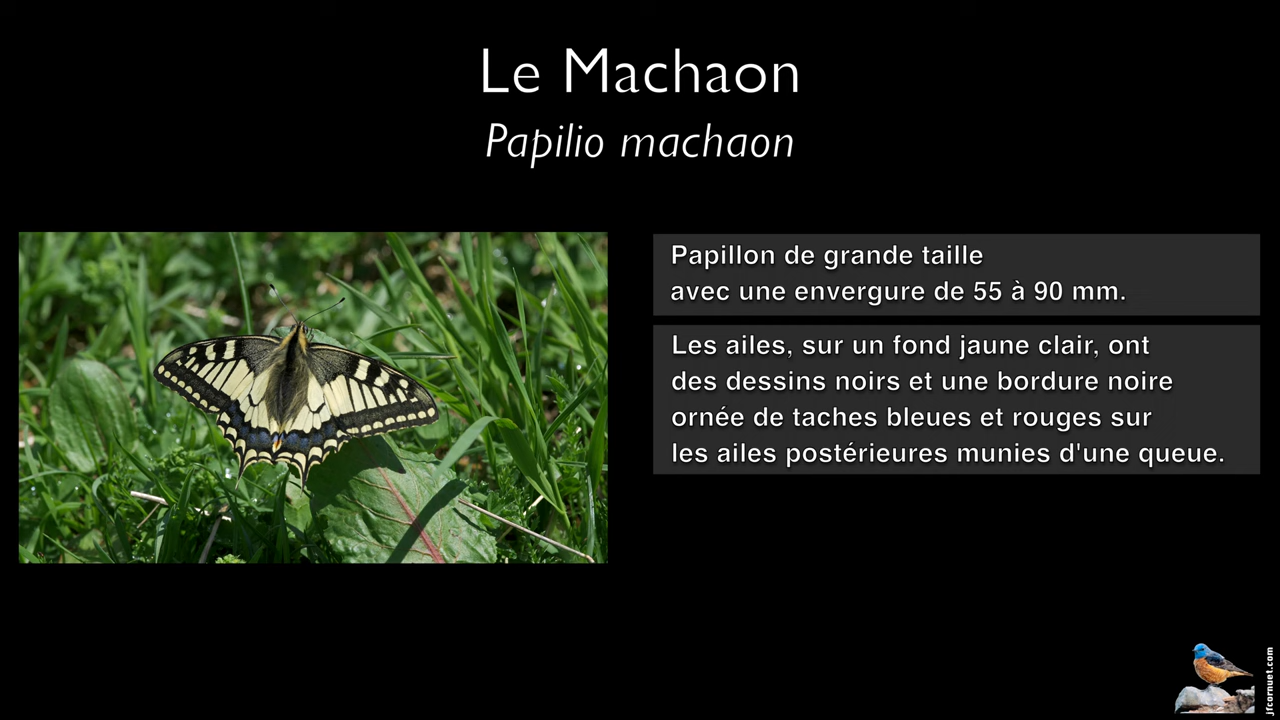 Le Machaon
Papilio machaon
Papillon de grande taille
avec une envergure de 55 à 90 mm.
Les ailes, sur un fond jaune clair, ont
des dessins noirs et une bordure noire
ornée de taches bleues et rouges sur
les ailes postérieures munies d'une queue.
jfcornuet.com